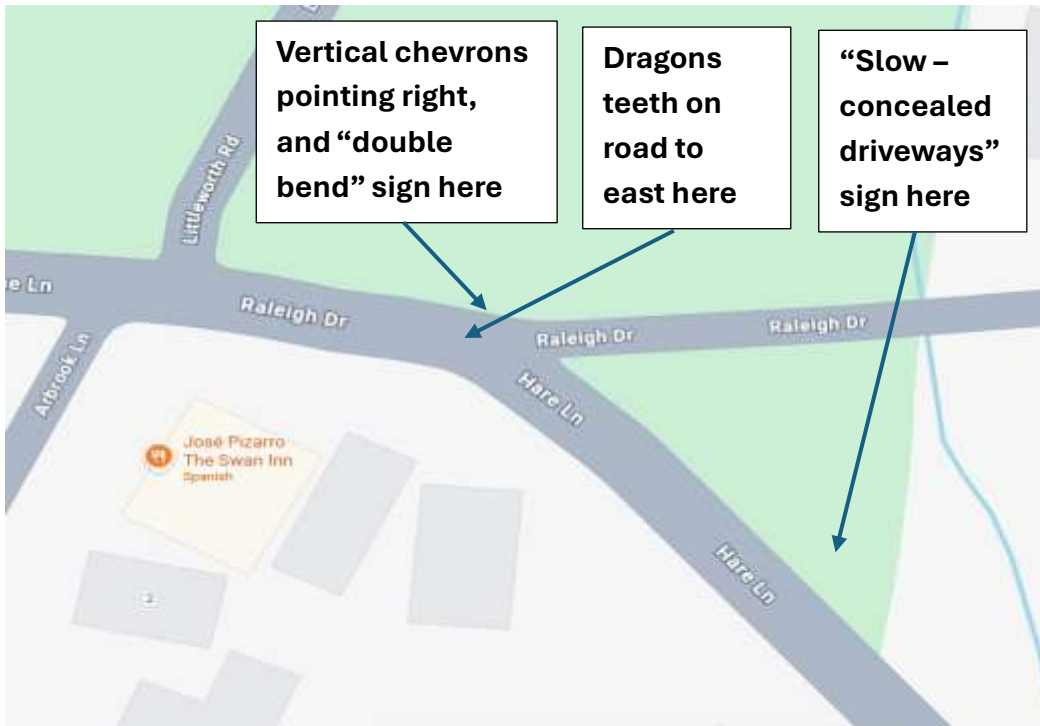 Vertical chevrons
pointing right,
and “double
bend” sign here
Dragons
teeth on
road to
east here
“Slow –
concealed
driveways”
sign here
Littleworth Rd
e Ln
Raleigh Dr
Raleigh Dr
Raleigh Dr
Arbrook Ln
Hare Ln
José Pizarro
The Swan Inn
Spanish
Hare Ln